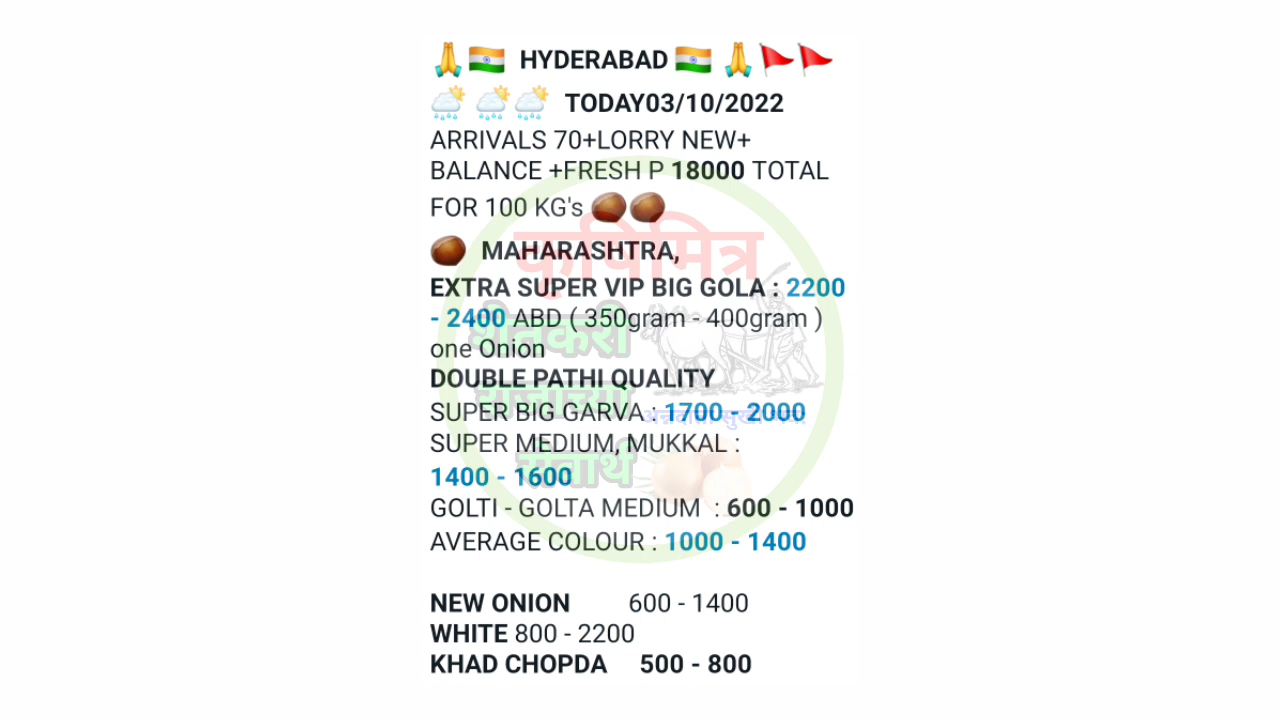 🙏🇮🇳 HYDERABAD 🇮🇳 🙏🚩🚩
🌦 🌦🌦 TODAY03/10/2022
ARRIVALS 70+LORRY NEW+
BALANCE +FRESH P 18000 TOTAL
FOR 100 KG's 🌰🌰
🌰 MAHARASHTRA,
EXTRA SUPER VIP BIG GOLA : 2200
- 2400 ABD ( 350gram - 400gram )
one Onion
DOUBLE PATHI QUALITY
SUPER BIG GARVA : 1700 - 2000
SUPER MEDIUM, MUKKAL :
1400 - 1600
GOLTI - GOLTA MEDIUM : 600 - 1000
AVERAGE COLOUR : 1000 - 1400
NEW ONION 600 - 1400
WHITE 800 - 2200
KHAD CHOPDA 500 - 800
कृषिमित्र
शेतकरी
राजाच्या
सेवार्थ